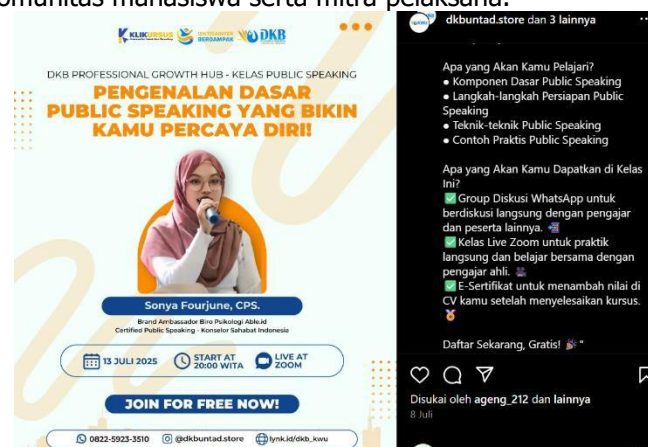 komunitas mahasiswa serta mitra pelaksana.
KLIKURSUS
BERDAMPAK
DKB
DKB PROFESSIONAL GROWTH HUB - KELAS PUBLIC SPEAKING
PENGENALAN DASAR
PUBLIC SPEAKING YANG BIKIN
KAMU PERCAYA DIRI!
Sonya Fourjune, CPS.
Brand Ambassador Biro Psikologi Able.id
Certified Public Speaking - Konselor Sahabat Indonesia
13 JULI 2025
START AT
20:00 WITA
LIVE AT
ZOOM
JOIN FOR FREE NOW!
0822-5923-3510
@dkbuntad.store
lynk.id/dkb_kwu
dkbuntad.store dan 3 lainnya
Apa yang Akan Kamu Pelajari?
● Komponen Dasar Public Speaking
● Langkah-langkah Persiapan Public
Speaking
● Teknik-teknik Public Speaking
● Contoh Praktis Public Speaking
Apa yang Akan Kamu Dapatkan di Kelas
Ini?
✅Group Diskusi WhatsApp untuk
berdiskusi langsung dengan pengajar
dan peserta lainnya.
✅Kelas Live Zoom untuk praktik
langsung dan belajar bersama dengan
pengajar ahli.
✅E-Sertifikat untuk menambah nilai di
CV kamu setelah menyelesaikan kursus.
🏅
Daftar Sekarang, Gratis! 🎉"
Disukai oleh ageng_212 dan lainnya
8 Juli